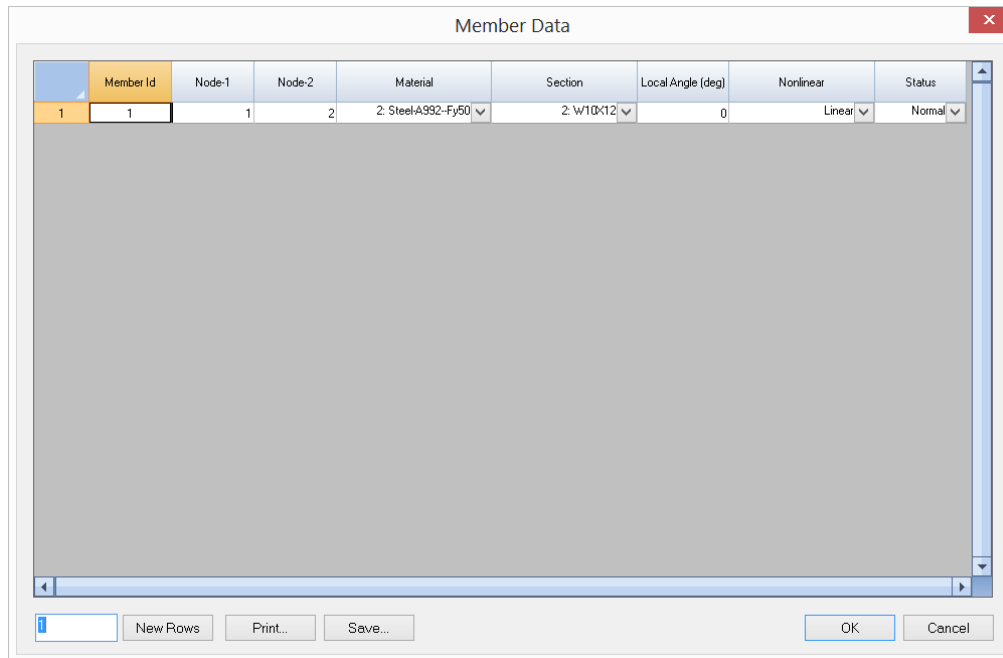 Member Data
Member Id Node-1 Node-2 Material Section Local Angle (deg) Nonlinear Status
1 1 1 2 2: Steel-A992--Fy50 2: W10X12 0 Linear Normal
1 New Rows Print... Save... OK Cancel